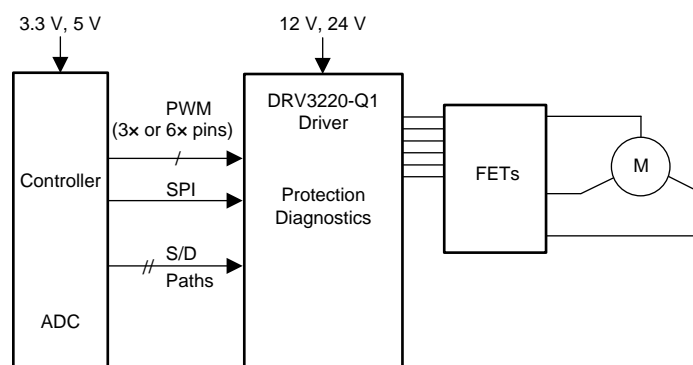 3.3 V, 5 V
12 V, 24 V
PWM
(3× or 6× pins)
DRV3220-Q1
Driver
Controller
SPI
Protection
Diagnostics
FETs
M
S/D
Paths
ADC